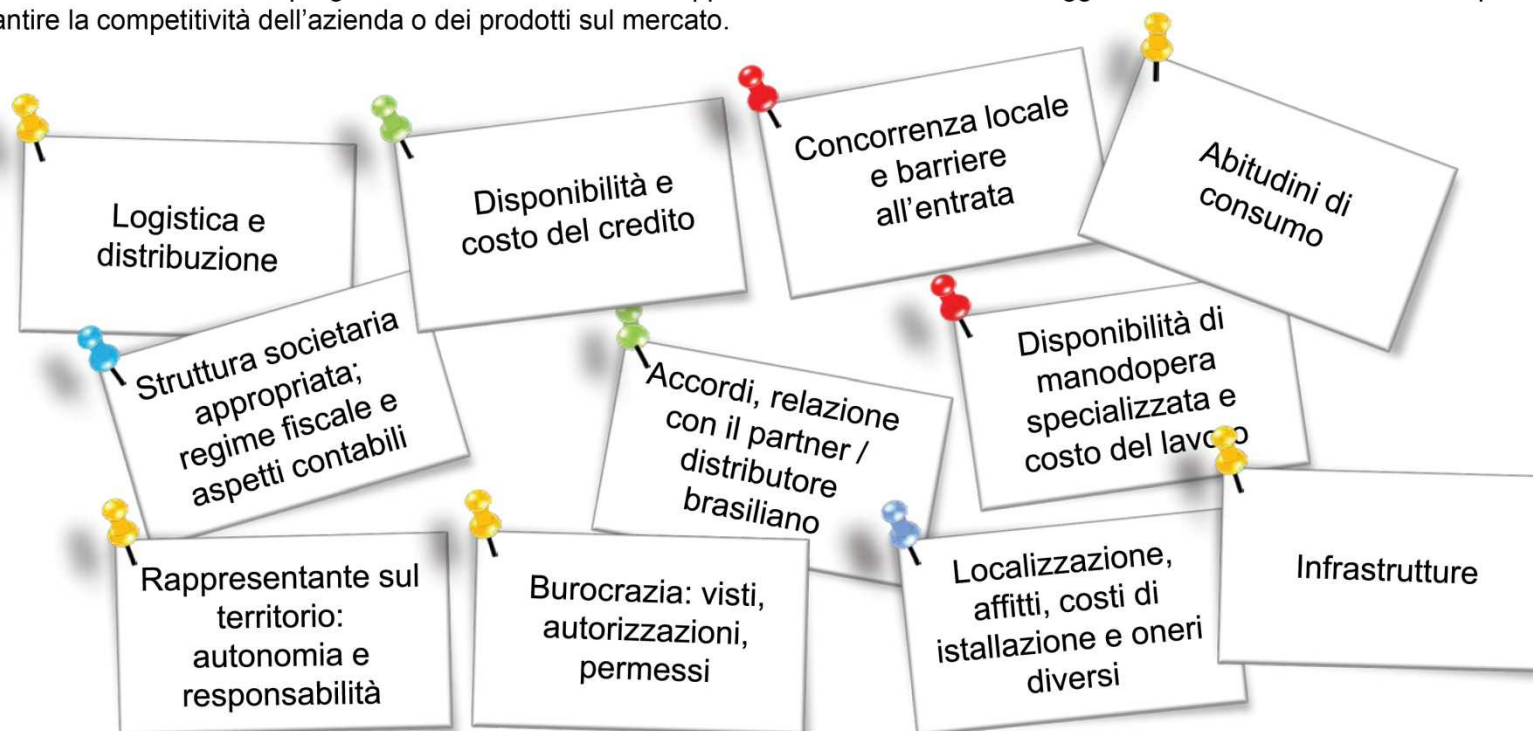 antire la competitività dell’azienda o dei prodotti sul mercato.
Logistica e
distribuzione
Disponibilità e
costo del credito
Concorrenza locale
e barriere
all’entrata
Abitudini di
consumo
Struttura societaria
appropriata;
regime fiscale e
aspetti contabili
Accordi, relazione
con il partner /
distributore
brasiliano
Disponibilità di
manodopera
specializzata e
costo del lavoro
Rappresentante sul
territorio:
autonomia e
responsabilità
Burocrazia: visti,
autorizzazioni,
permessi
Localizzazione,
affitti, costi di
istallazione e oneri
diversi
Infrastrutture